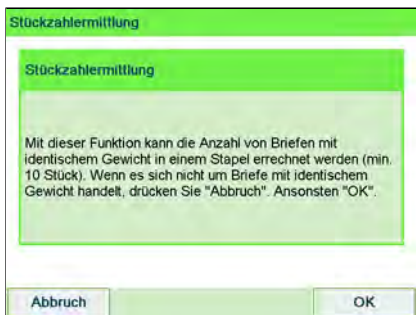 Stückzahlermittlung
Stückzahlermittlung
Mit dieser Funktion kann die Anzahl von Briefen mit
identischem Gewicht in einem Stapel errechnet werden (min.
10 Stück). Wenn es sich nicht um Briefe mit identischem
Gewicht handelt, drücken Sie "Abbruch". Ansonsten "OK".
Abbruch OK